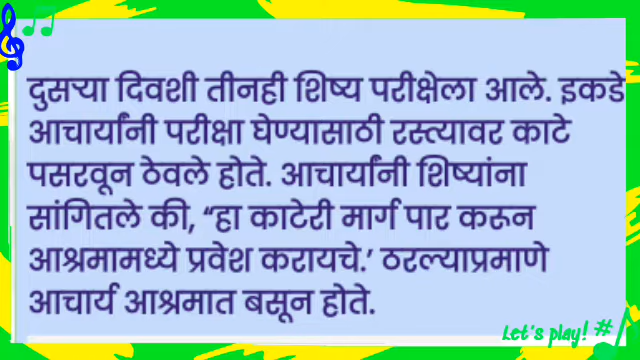 दुसऱ्या दिवशी तीनही शिष्य परीक्षेला आले. इकडे
आचार्यांनी परीक्षा घेण्यासाठी रस्त्यावर काटे
पसरवून ठेवले होते. आचार्यांनी शिष्यांना
सांगितले की, “हा काटेरी मार्ग पार करून
आश्रमामध्ये प्रवेश करायचे.’ ठरल्याप्रमाणे
आचार्य आश्रमात बसून होते.
Let's play! #